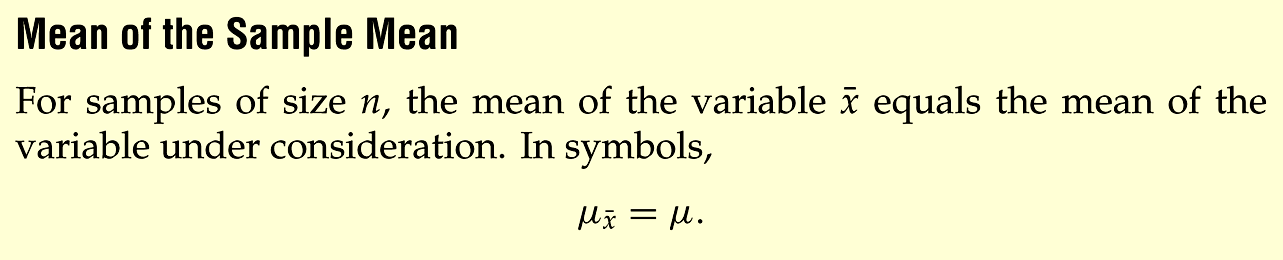 Mean of the Sample Mean
For samples of size n, the mean of the variable x̄ equals the mean of the
variable under consideration. In symbols,
μx̄ = μ.